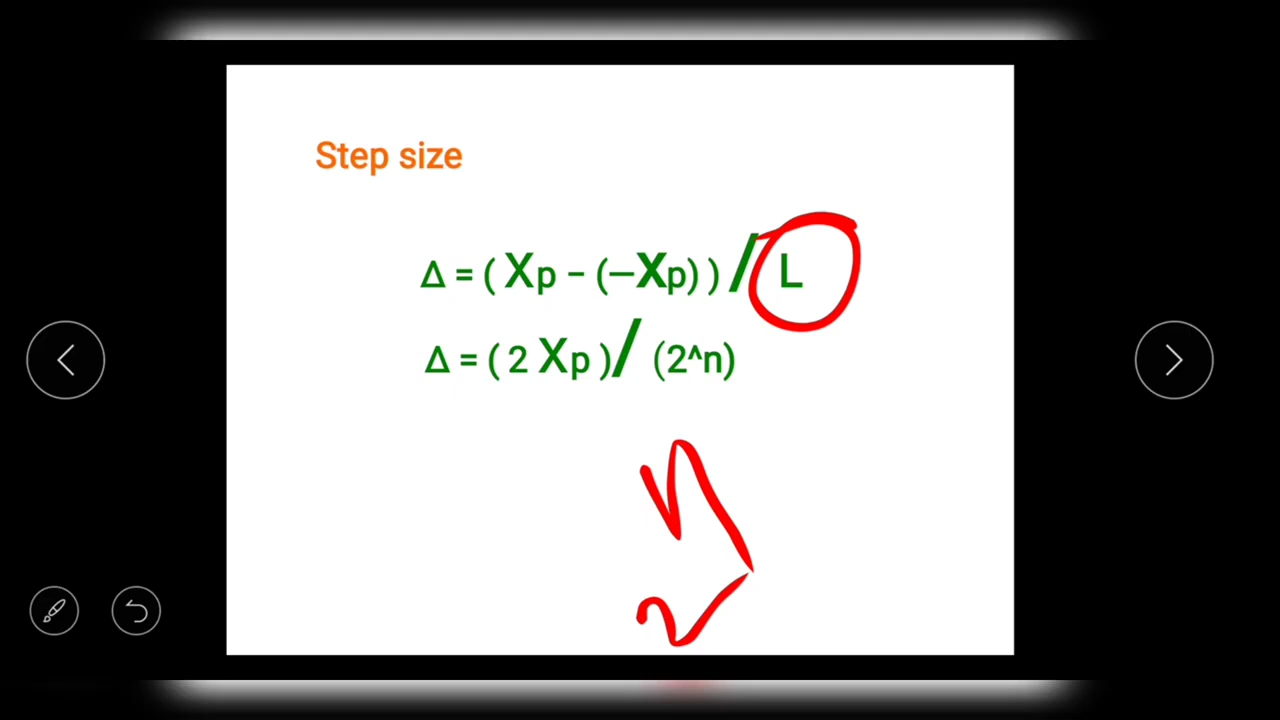 Step size
Δ = ( Xp - (−Xp) ) / L
Δ = ( 2 Xp ) / (2^n)